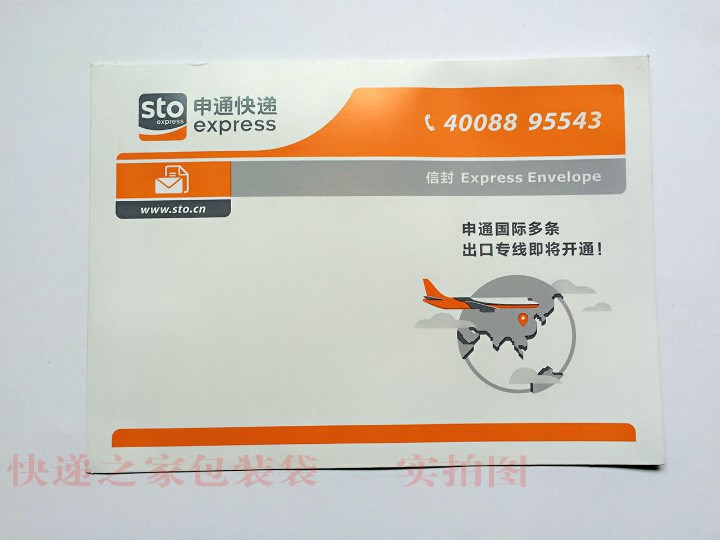 sto
express
申通快递
express
40088 95543
信封 Express Envelope
www.sto.cn
申通国际多条
出口专线即将开通！
快递之家包装袋 实拍图